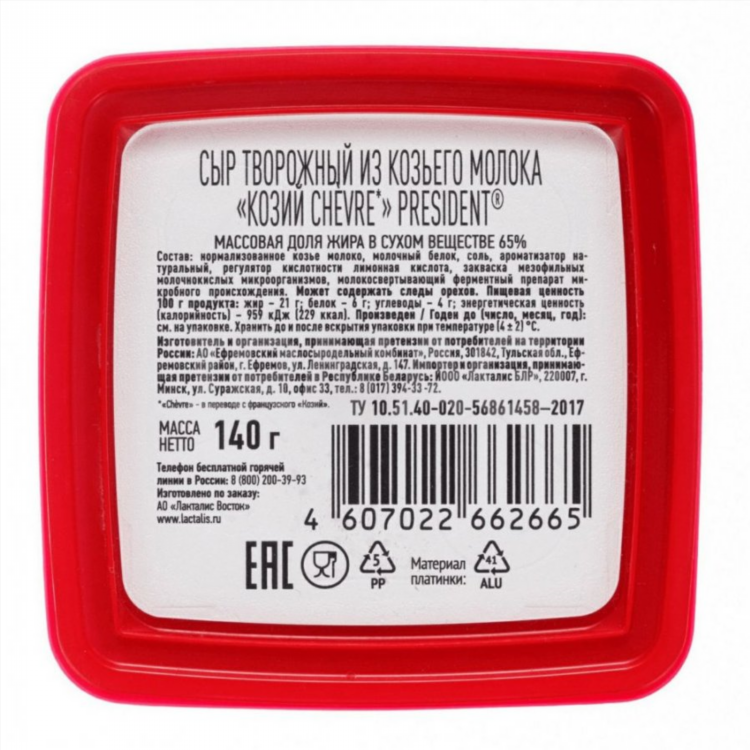 СЫР ТВОРОЖНЫЙ ИЗ КОЗЬЕГО МОЛОКА
«КОЗИЙ CHÈVRE*» PRESIDENT®
МАССОВАЯ ДОЛЯ ЖИРА В СУХОМ ВЕЩЕСТВЕ 65%
Состав: нормализованное козье молоко, молочный белок, соль, ароматизатор на-
туральный, регулятор кислотности лимонная кислота, закваска мезофильных
молочнокислых микроорганизмов, молокосвертывающий ферментный препарат ми-
кробного происхождения. Может содержать следы орехов. Пищевая ценность
100 г продукта: жир – 21 г; белок – 6 г; углеводы – 4 г; энергетическая ценность
(калорийность) – 959 кДж (229 ккал). Произведен / Годен до (число, месяц, год):
см. на упаковке. Хранить до и после вскрытия упаковки при температуре (4 ± 2) °С.
Изготовитель и организация, принимающая претензии от потребителей на территории
России: АО «Ефремовский маслосыродельный комбинат», Россия, 301842, Тульская обл., Еф-
ремовский район, г. Ефремов, ул. Ленинградская, д. 147. Импортер и организация, принимаю-
щая претензии от потребителей в Республике Беларусь: ИООО «Лакталис БЛР», 220007, г.
Минск, ул. Суражская, д. 10, офис 33, тел.: 8 (017) 394-33-72.
*«Chèvre» - в переводе с французского «Козий».
ТУ 10.51.40-020-56861458-2017
МАССА
НЕТТО 140 г
Телефон бесплатной горячей
линии в России: 8 (800) 200-39-93
Изготовлено по заказу:
АО «Лакталис Восток»
www.lactalis.ru
4 607022 662665
EAC
5
PP
Материал
платинки:
41
ALU